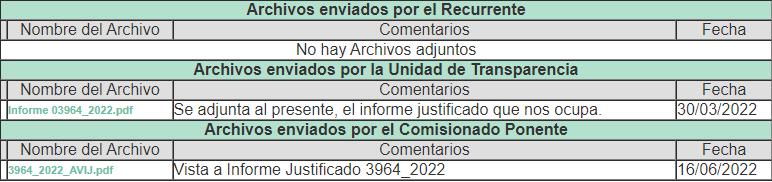 Archivos enviados por el Recurrente
Nombre del Archivo Comentarios Fecha
No hay Archivos adjuntos
Archivos enviados por la Unidad de Transparencia
Nombre del Archivo Comentarios Fecha
Informe 03964_2022.pdf Se adjunta al presente, el informe justificado que nos ocupa. 30/03/2022
Archivos enviados por el Comisionado Ponente
Nombre del Archivo Comentarios Fecha
3964_2022_AVIJ.pdf Vista a Informe Justificado 3964_2022 16/06/2022